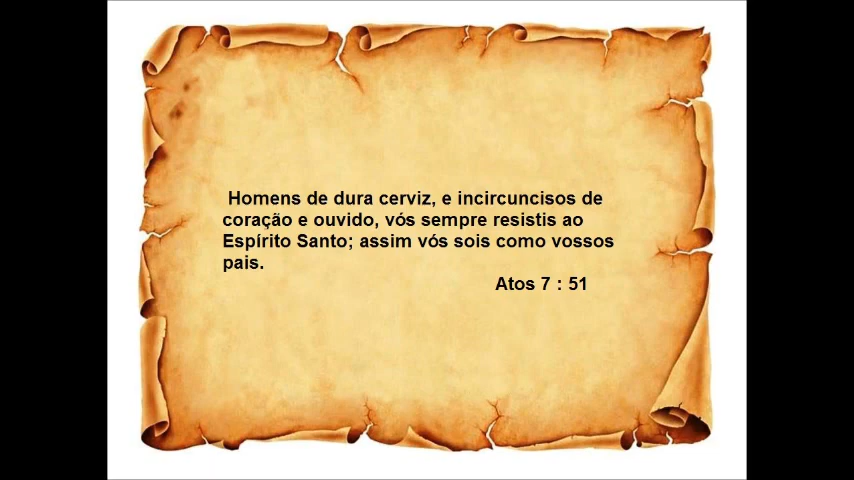 Homens de dura cerviz, e incircuncisos de
coração e ouvido, vós sempre resistis ao
Espírito Santo; assim vós sois como vossos
pais.
Atos 7 : 51